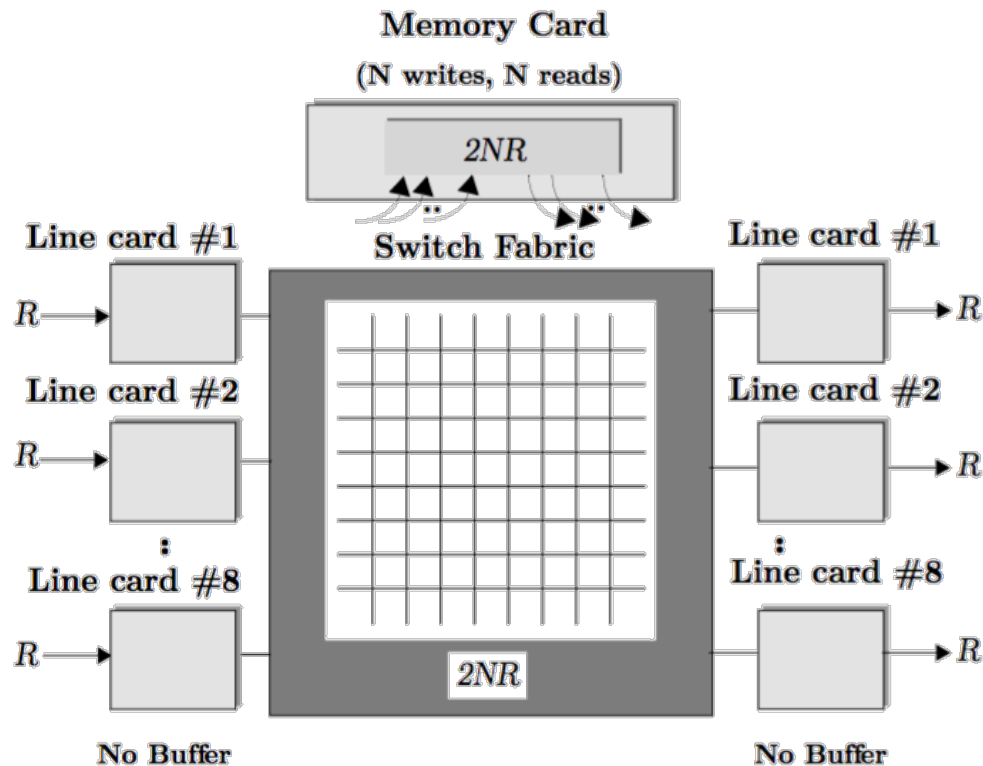 Memory Card
(N writes, N reads)
2NR
Switch Fabric
Line card #1
Line card #1
R
R
Line card #2
Line card #2
R
R
Line card #8
Line card #8
R
R
2NR
No Buffer
No Buffer